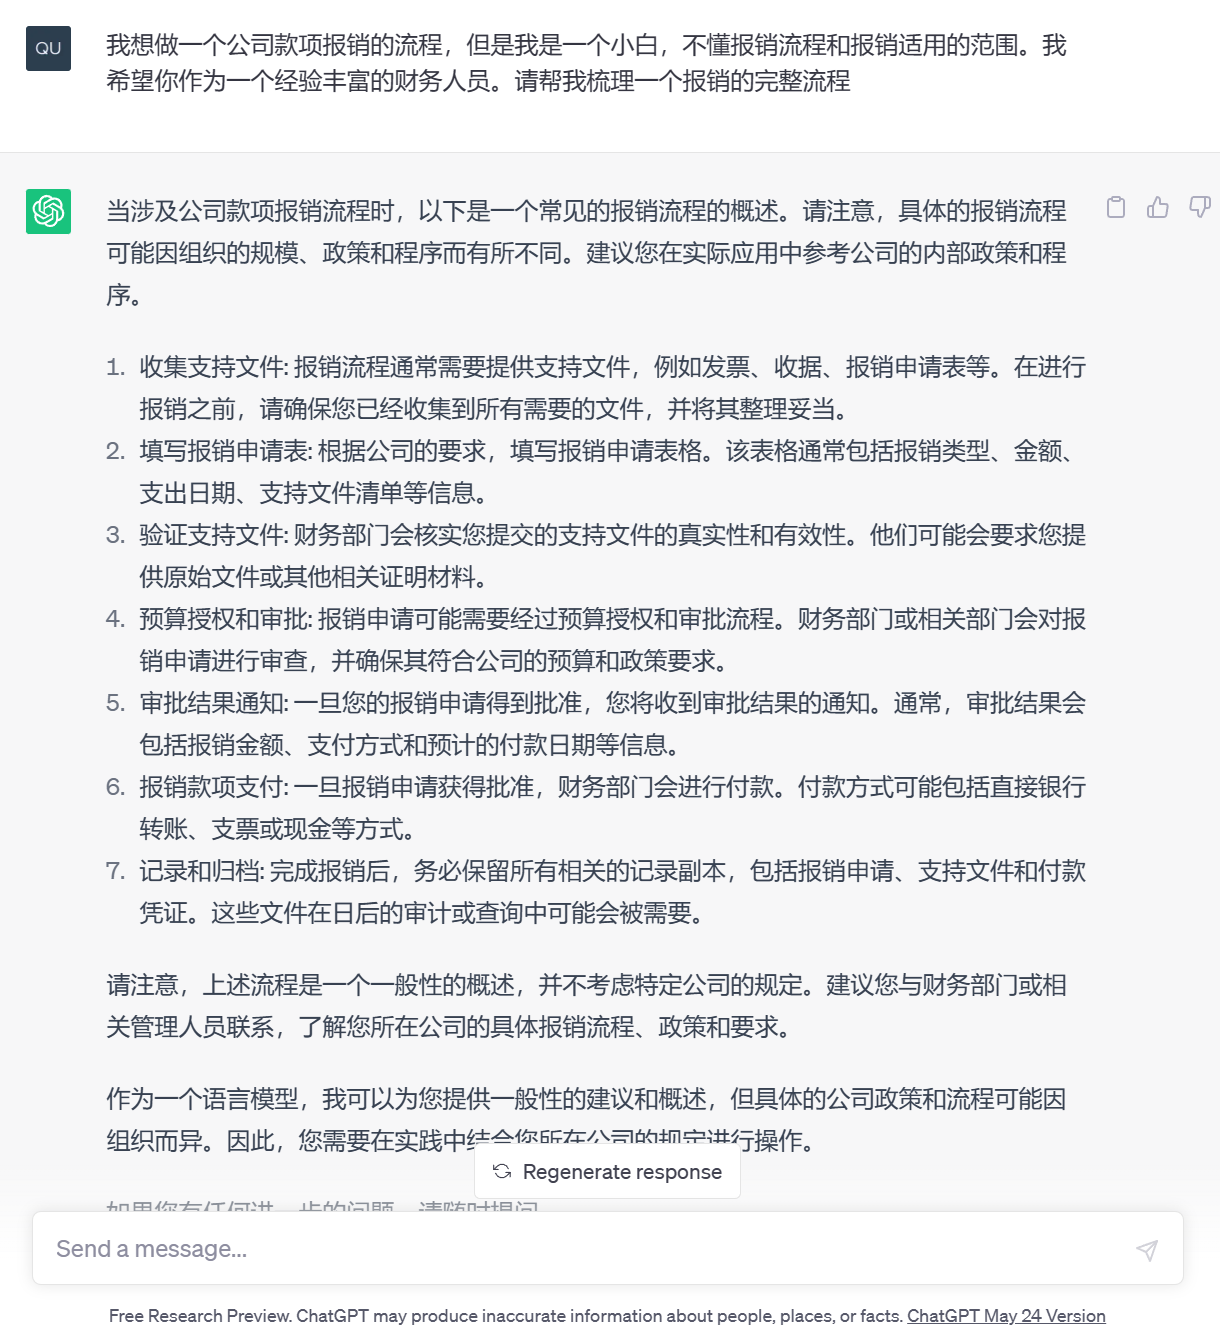 QU
我想做一个公司款项报销的流程，但是我是一个小白，不懂报销流程和报销适用的范围。我
希望你作为一个经验丰富的财务人员。请帮我梳理一个报销的完整流程
当涉及公司款项报销流程时，以下是一个常见的报销流程的概述。请注意，具体的报销流程
可能因组织的规模、政策和程序而有所不同。建议您在实际应用中参考公司的内部政策和程
序。
1. 收集支持文件: 报销流程通常需要提供支持文件，例如发票、收据、报销申请表等。在进行
报销之前，请确保您已经收集到所有需要的文件，并将其整理妥当。
2. 填写报销申请表: 根据公司的要求，填写报销申请表格。该表格通常包括报销类型、金额、
支出日期、支持文件清单等信息。
3. 验证支持文件: 财务部门会核实您提交的支持文件的真实性和有效性。他们可能会要求您提
供原始文件或其他相关证明材料。
4. 预算授权和审批: 报销申请可能需要经过预算授权和审批流程。财务部门或相关部门会对报
销申请进行审查，并确保其符合公司的预算和政策要求。
5. 审批结果通知: 一旦您的报销申请得到批准，您将收到审批结果的通知。通常，审批结果会
包括报销金额、支付方式和预计的付款日期等信息。
6. 报销款项支付: 一旦报销申请获得批准，财务部门会进行付款。付款方式可能包括直接银行
转账、支票或现金等方式。
7. 记录和归档: 完成报销后，务必保留所有相关的记录副本，包括报销申请、支持文件和付款
凭证。这些文件在日后的审计或查询中可能会被需要。
请注意，上述流程是一个一般性的概述，并不考虑特定公司的规定。建议您与财务部门或相
关管理人员联系，了解您所在公司的具体报销流程、政策和要求。
作为一个语言模型，我可以为您提供一般性的建议和概述，但具体的公司政策和流程可能因
组织而异。因此，您需要在实践中结合您所在公司的规定进行操作。
如果您有任何进一步的问题，请随时提问
Regenerate response
Send a message...
Free Research Preview. ChatGPT may produce inaccurate information about people, places, or facts. ChatGPT May 24 Version